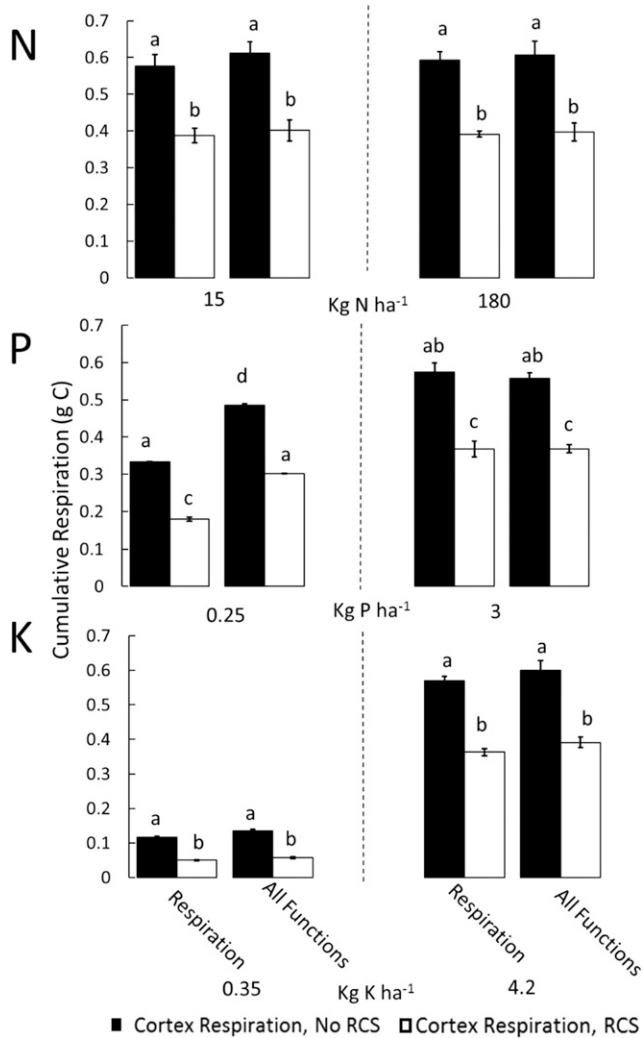 N
0.7
0.6
0.5
0.4
0.3
0.2
0.1
0
a
b
a
b
a
b
a
b
15
Kg N ha⁻¹
180
P
Cumulative Respiration (g C)
0.7
0.6
0.5
0.4
0.3
0.2
0.1
0
a
c
d
a
ab
c
ab
c
0.25
Kg P ha⁻¹
3
K
0.7
0.6
0.5
0.4
0.3
0.2
0.1
0
a
b
a
b
a
b
a
b
Respiration
All Functions
Respiration
All Functions
0.35
Kg K ha⁻¹
4.2
Cortex Respiration, No RCS
Cortex Respiration, RCS